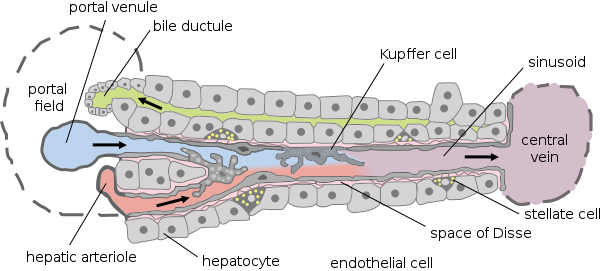 portal venule
bile ductule
Kupffer cell
sinusoid
portal
field
central
vein
stellate cell
space of Disse
hepatic arteriole
hepatocyte
endothelial cell